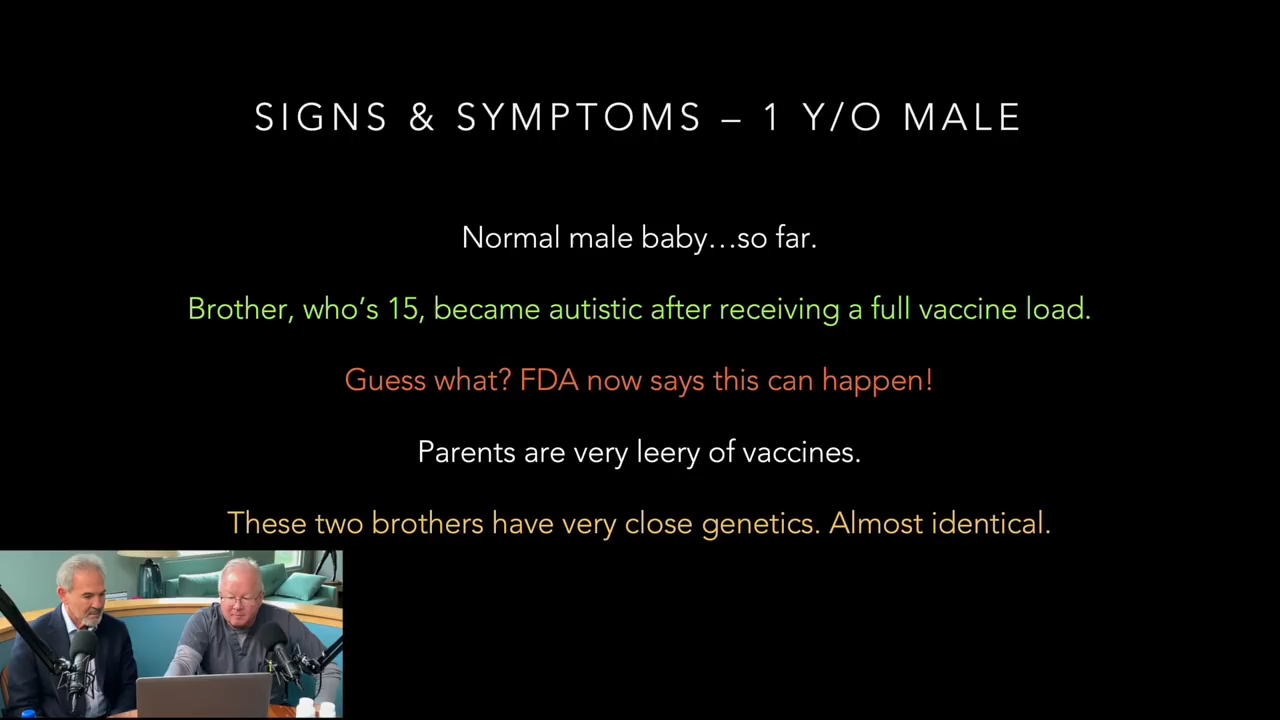 SIGNS & SYMPTOMS – 1 Y/O MALE
Normal male baby...so far.
Brother, who's 15, became autistic after receiving a full vaccine load.
Guess what? FDA now says this can happen!
Parents are very leery of vaccines.
These two brothers have very close genetics. Almost identical.